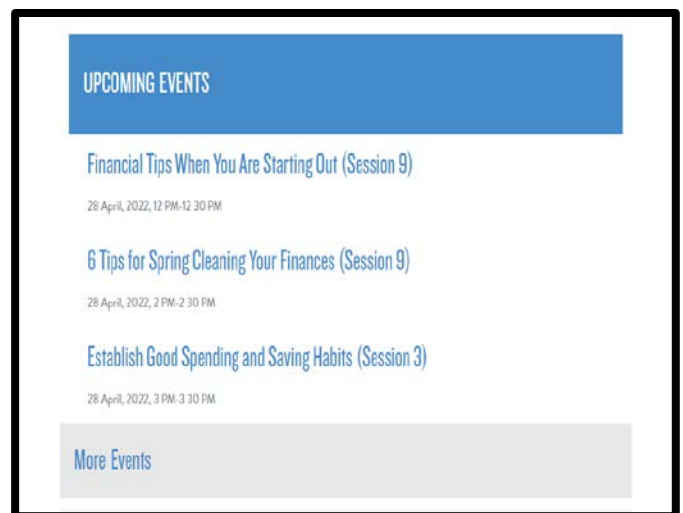 UPCOMING EVENTS
Financial Tips When You Are Starting Out (Session 9)
28 April, 2022, 12 PM-12 30 PM
6 Tips for Spring Cleaning Your Finances (Session 9)
28 April, 2022, 2 PM-2 30 PM
Establish Good Spending and Saving Habits (Session 3)
28 April, 2022, 3 PM-3 30 PM
More Events